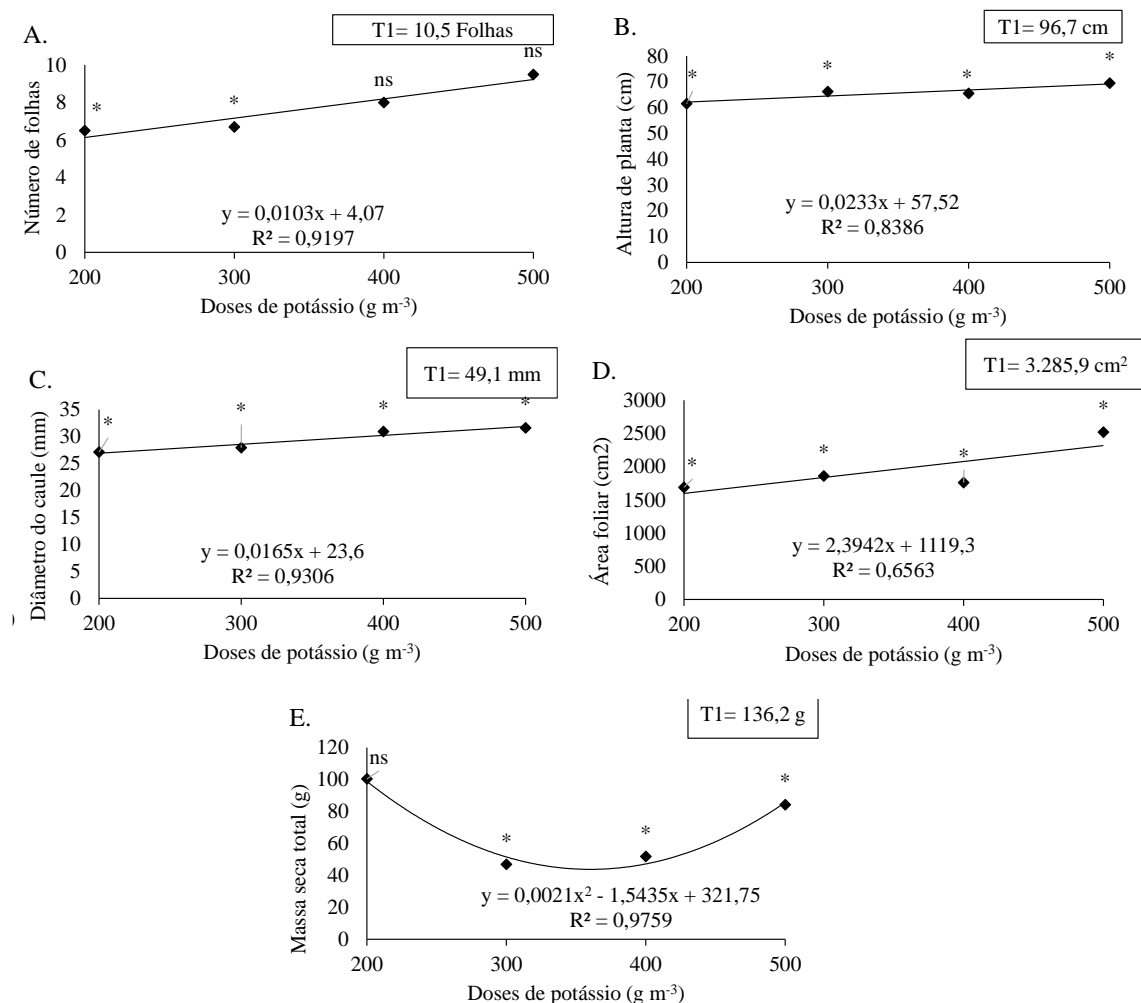 A.
T1= 10,5 Folhas
Número de folhas
10
8
6
4
2
0
*
*
ns
ns
y = 0,0103x + 4,07
R² = 0,9197
200
300
400
500
Doses de potássio (g m⁻³)
B.
T1= 96,7 cm
Altura de planta (cm)
80
70
60
50
40
30
20
10
0
*
*
*
*
y = 0,0233x + 57,52
R² = 0,8386
200
300
400
500
Doses de potássio (g m⁻³)
C.
T1= 49,1 mm
Diâmetro do caule (mm)
35
30
25
20
15
10
5
0
*
*
*
*
y = 0,0165x + 23,6
R² = 0,9306
200
300
400
500
Doses de potássio (g m⁻³)
D.
T1= 3.285,9 cm²
Área foliar (cm2)
3000
2500
2000
1500
1000
500
0
*
*
*
*
y = 2,3942x + 1119,3
R² = 0,6563
200
300
400
500
Doses de potássio (g m⁻³)
E.
T1= 136,2 g
Massa seca total (g)
120
100
80
60
40
20
0
ns
*
*
*
y = 0,0021x² - 1,5435x + 321,75
R² = 0,9759
200
300
400
500
Doses de potássio (g m⁻³)